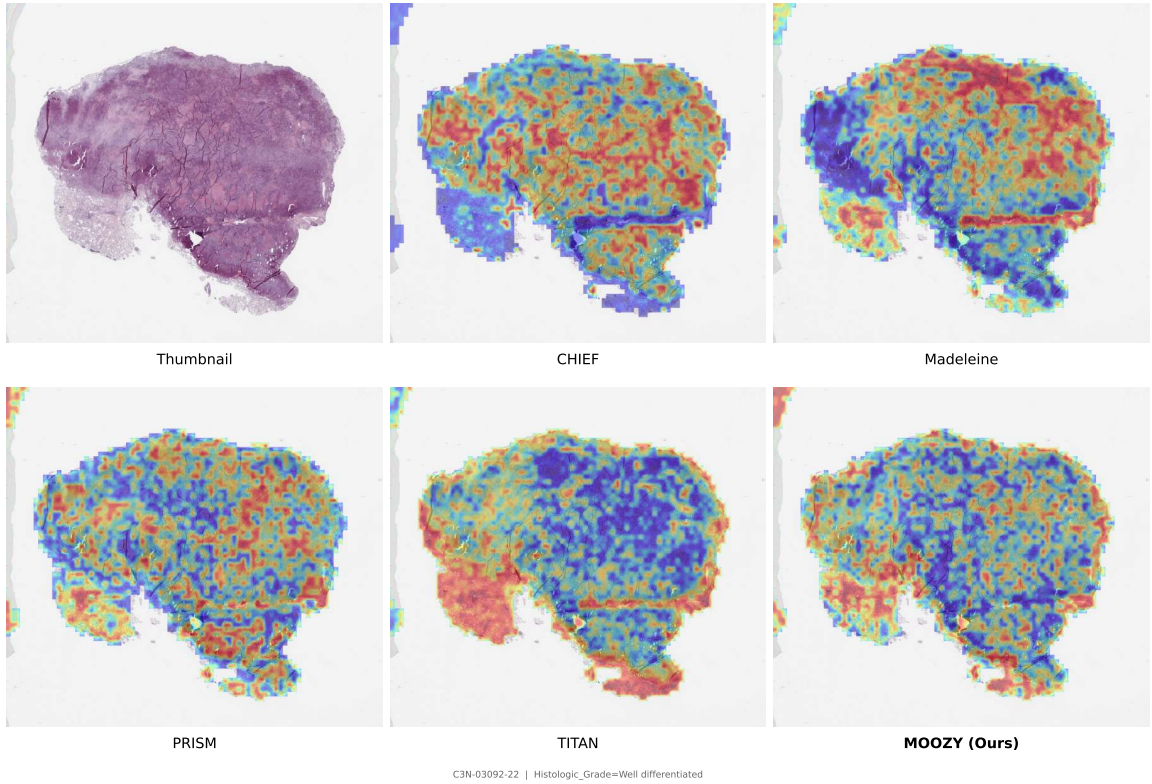 Thumbnail
CHIEF
Madeleine
PRISM
TITAN
MOOZY (Ours)
C3N-03092-22 | Histologic_Grade=Well differentiated